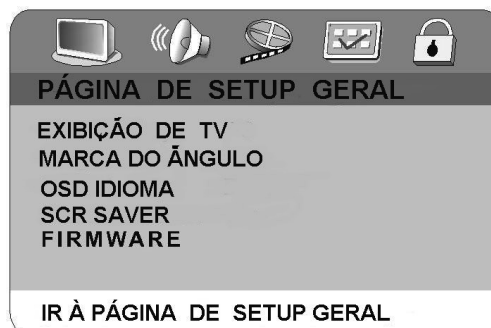 PÁGINA DE SETUP GERAL
EXIBIÇÃO DE TV
MARCA DO ÃNGULO
OSD IDIOMA
SCR SAVER
FIRMWARE
IR À PÁGINA DE SETUP GERAL